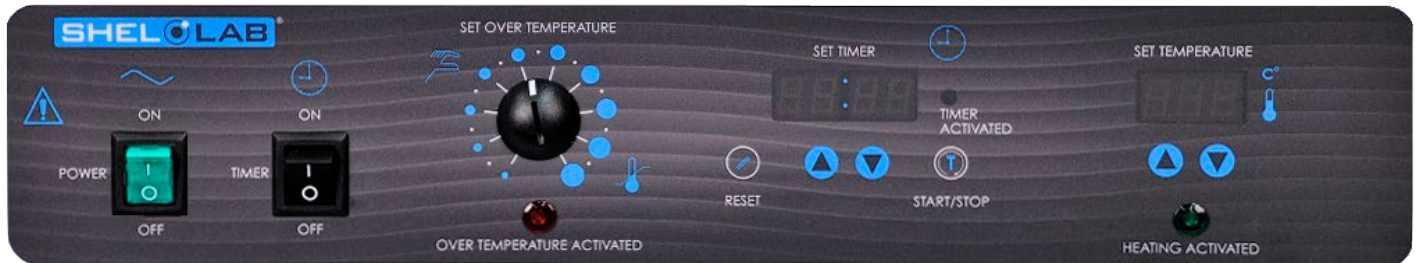 SHEL LAB®
SET OVER TEMPERATURE
SET TIMER
SET TEMPERATURE
C°
ON
ON
TIMER
ACTIVATED
POWER
I
O
TIMER
I
O
RESET
START/STOP
OFF
OFF
OVER TEMPERATURE ACTIVATED
HEATING ACTIVATED